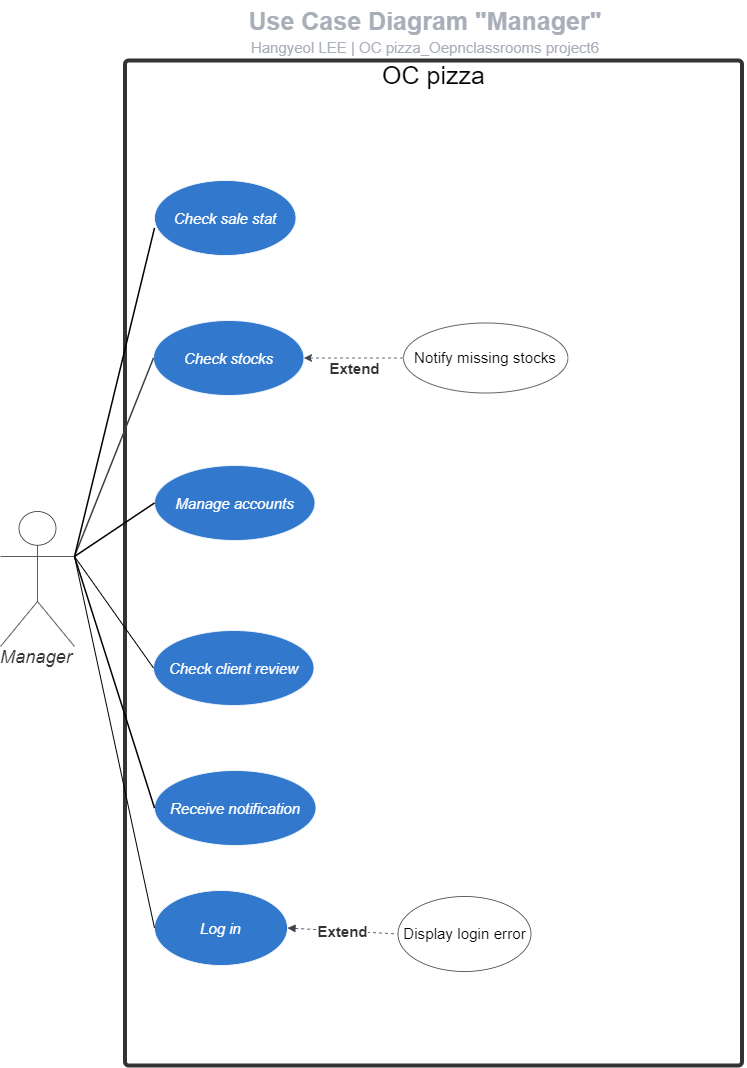 Use Case Diagram "Manager"
Hangyeol LEE | OC pizza_Oepnclassrooms project6
OC pizza
Check sale stat
Check stocks
Extend
Notify missing stocks
Manage accounts
Manager
Check client review
Receive notification
Log in
Extend
Display login error